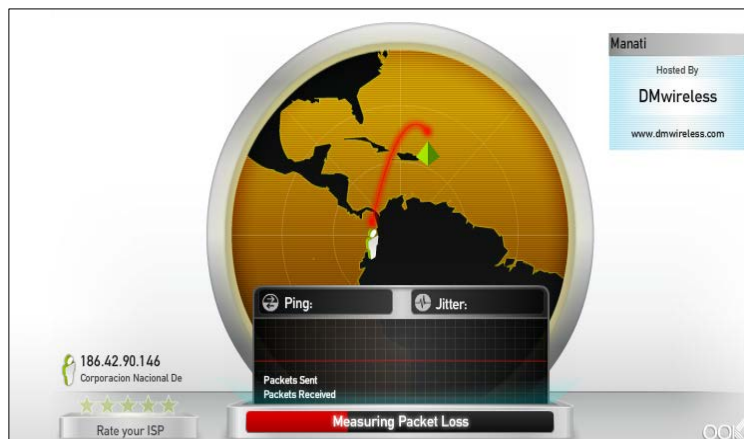 Manati
Hosted By
DMwireless
www.dmwireless.com
Ping:
Jitter:
Packets Sent
Packets Received
186.42.90.146
Corporacion Nacional De
Rate your ISP
Measuring Packet Loss